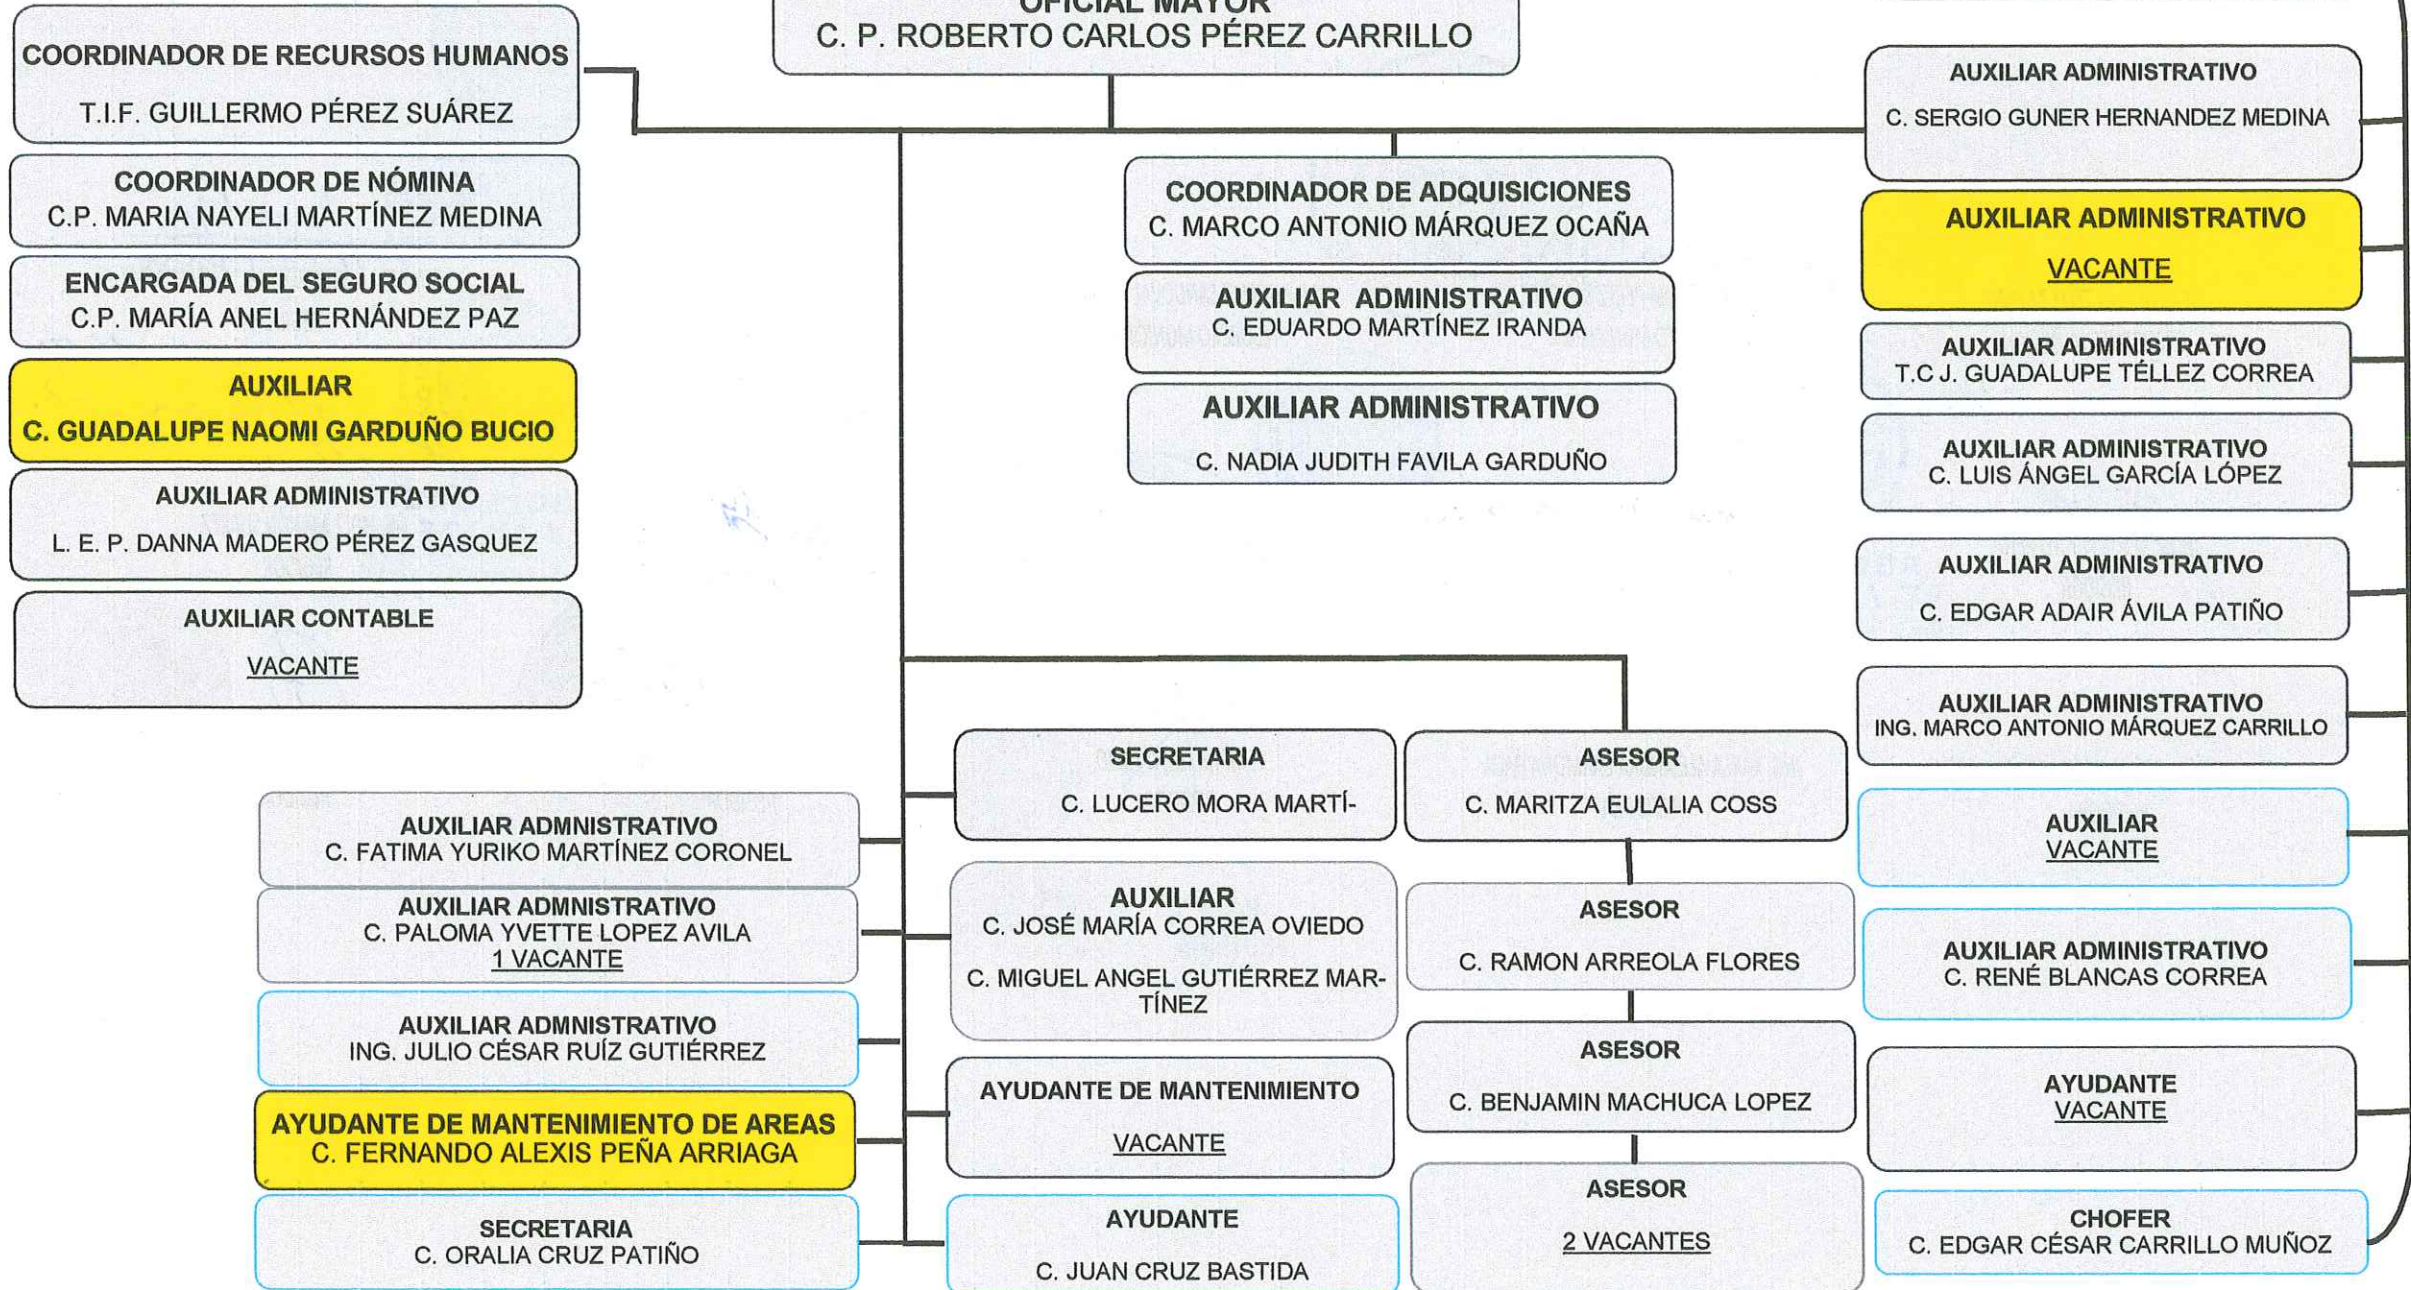 OFICIAL MAYOR
C. P. ROBERTO CARLOS PÉREZ CARRILLO
COORDINADOR DE RECURSOS HUMANOS
T.I.F. GUILLERMO PÉREZ SUÁREZ
COORDINADOR DE NÓMINA
C.P. MARIA NAYELI MARTÍNEZ MEDINA
ENCARGADA DEL SEGURO SOCIAL
C.P. MARÍA ANEL HERNÁNDEZ PAZ
AUXILIAR
C. GUADALUPE NAOMI GARDUÑO BUCIO
AUXILIAR ADMINISTRATIVO
L. E. P. DANNA MADERO PÉREZ GASQUEZ
AUXILIAR CONTABLE
VACANTE
COORDINADOR DE ADQUISICIONES
C. MARCO ANTONIO MÁRQUEZ OCAÑA
AUXILIAR ADMINISTRATIVO
C. EDUARDO MARTÍNEZ IRANDA
AUXILIAR ADMINISTRATIVO
C. NADIA JUDITH FAVILA GARDUÑO
AUXILIAR ADMINISTRATIVO
C. SERGIO GUNER HERNANDEZ MEDINA
AUXILIAR ADMINISTRATIVO
VACANTE
AUXILIAR ADMINISTRATIVO
T.C J. GUADALUPE TÉLLEZ CORREA
AUXILIAR ADMINISTRATIVO
C. LUIS ÁNGEL GARCÍA LÓPEZ
AUXILIAR ADMINISTRATIVO
C. EDGAR ADAIR ÁVILA PATIÑO
AUXILIAR ADMINISTRATIVO
ING. MARCO ANTONIO MÁRQUEZ CARRILLO
AUXILIAR
VACANTE
AUXILIAR ADMINISTRATIVO
C. RENÉ BLANCAS CORREA
AYUDANTE
VACANTE
CHOFER
C. EDGAR CÉSAR CARRILLO MUÑOZ
AUXILIAR ADMNISTRATIVO
C. FATIMA YURIKO MARTÍNEZ CORONEL
AUXILIAR ADMNISTRATIVO
C. PALOMA YVETTE LOPEZ AVILA
1 VACANTE
AUXILIAR ADMNISTRATIVO
ING. JULIO CÉSAR RUÍZ GUTIÉRREZ
AYUDANTE DE MANTENIMIENTO DE AREAS
C. FERNANDO ALEXIS PEÑA ARRIAGA
SECRETARIA
C. ORALIA CRUZ PATIÑO
SECRETARIA
C. LUCERO MORA MARTÍ-
AUXILIAR
C. JOSÉ MARÍA CORREA OVIEDO
C. MIGUEL ANGEL GUTIÉRREZ MAR-
TÍNEZ
AYUDANTE DE MANTENIMIENTO
VACANTE
AYUDANTE
C. JUAN CRUZ BASTIDA
ASESOR
C. MARITZA EULALIA COSS
ASESOR
C. RAMON ARREOLA FLORES
ASESOR
C. BENJAMIN MACHUCA LOPEZ
ASESOR
2 VACANTES